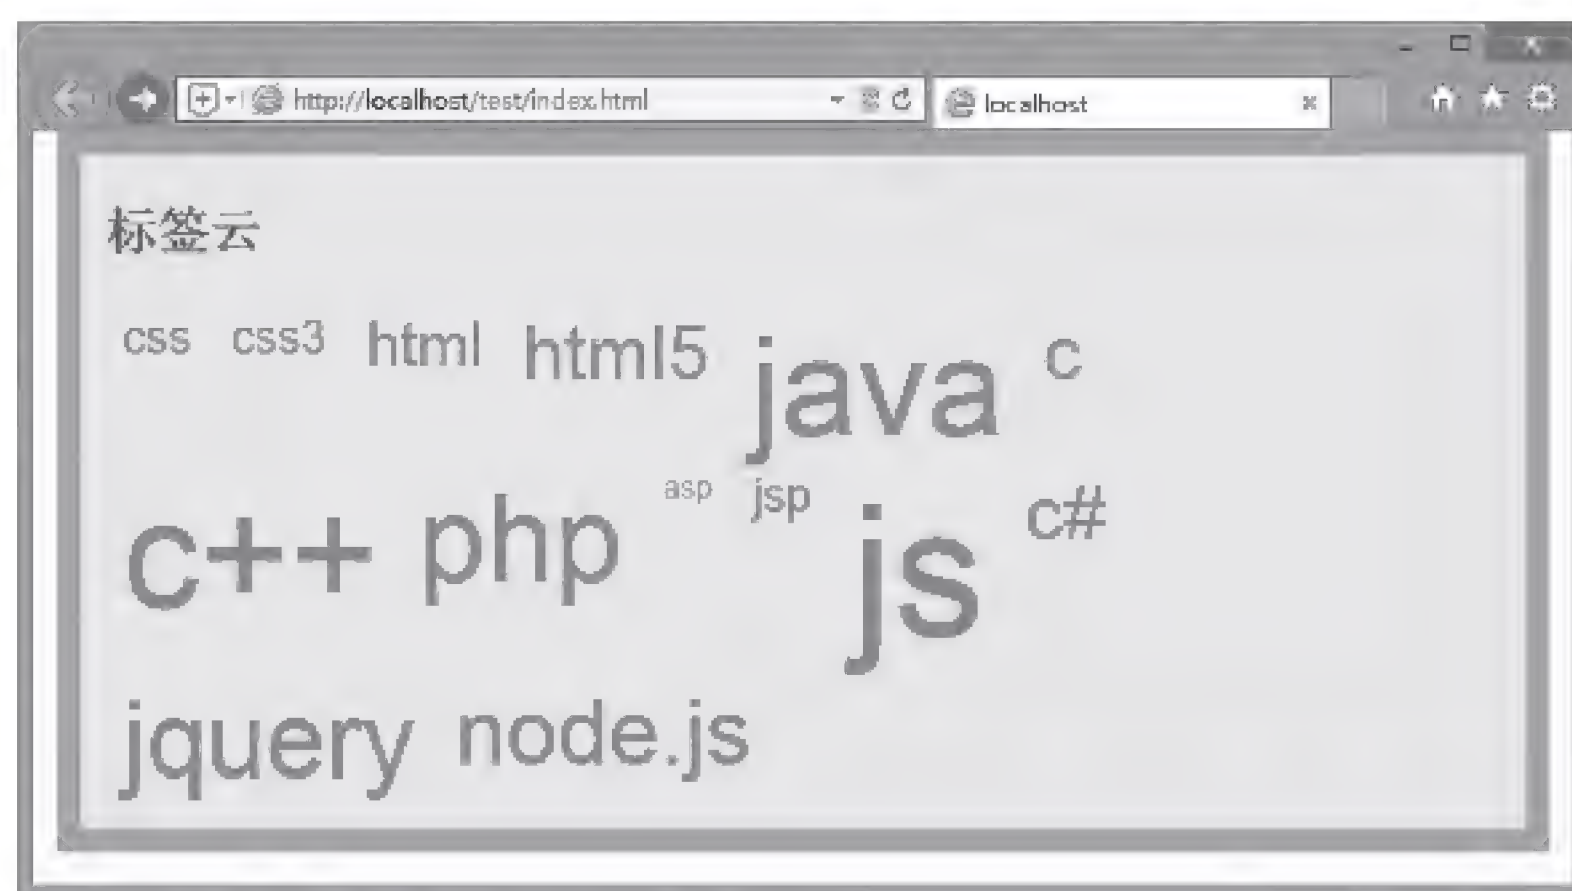 http://localhost/test/index.html localhost
标签云
css css3 html html5 java c
c++ php asp jsp js c#
jquery node.js